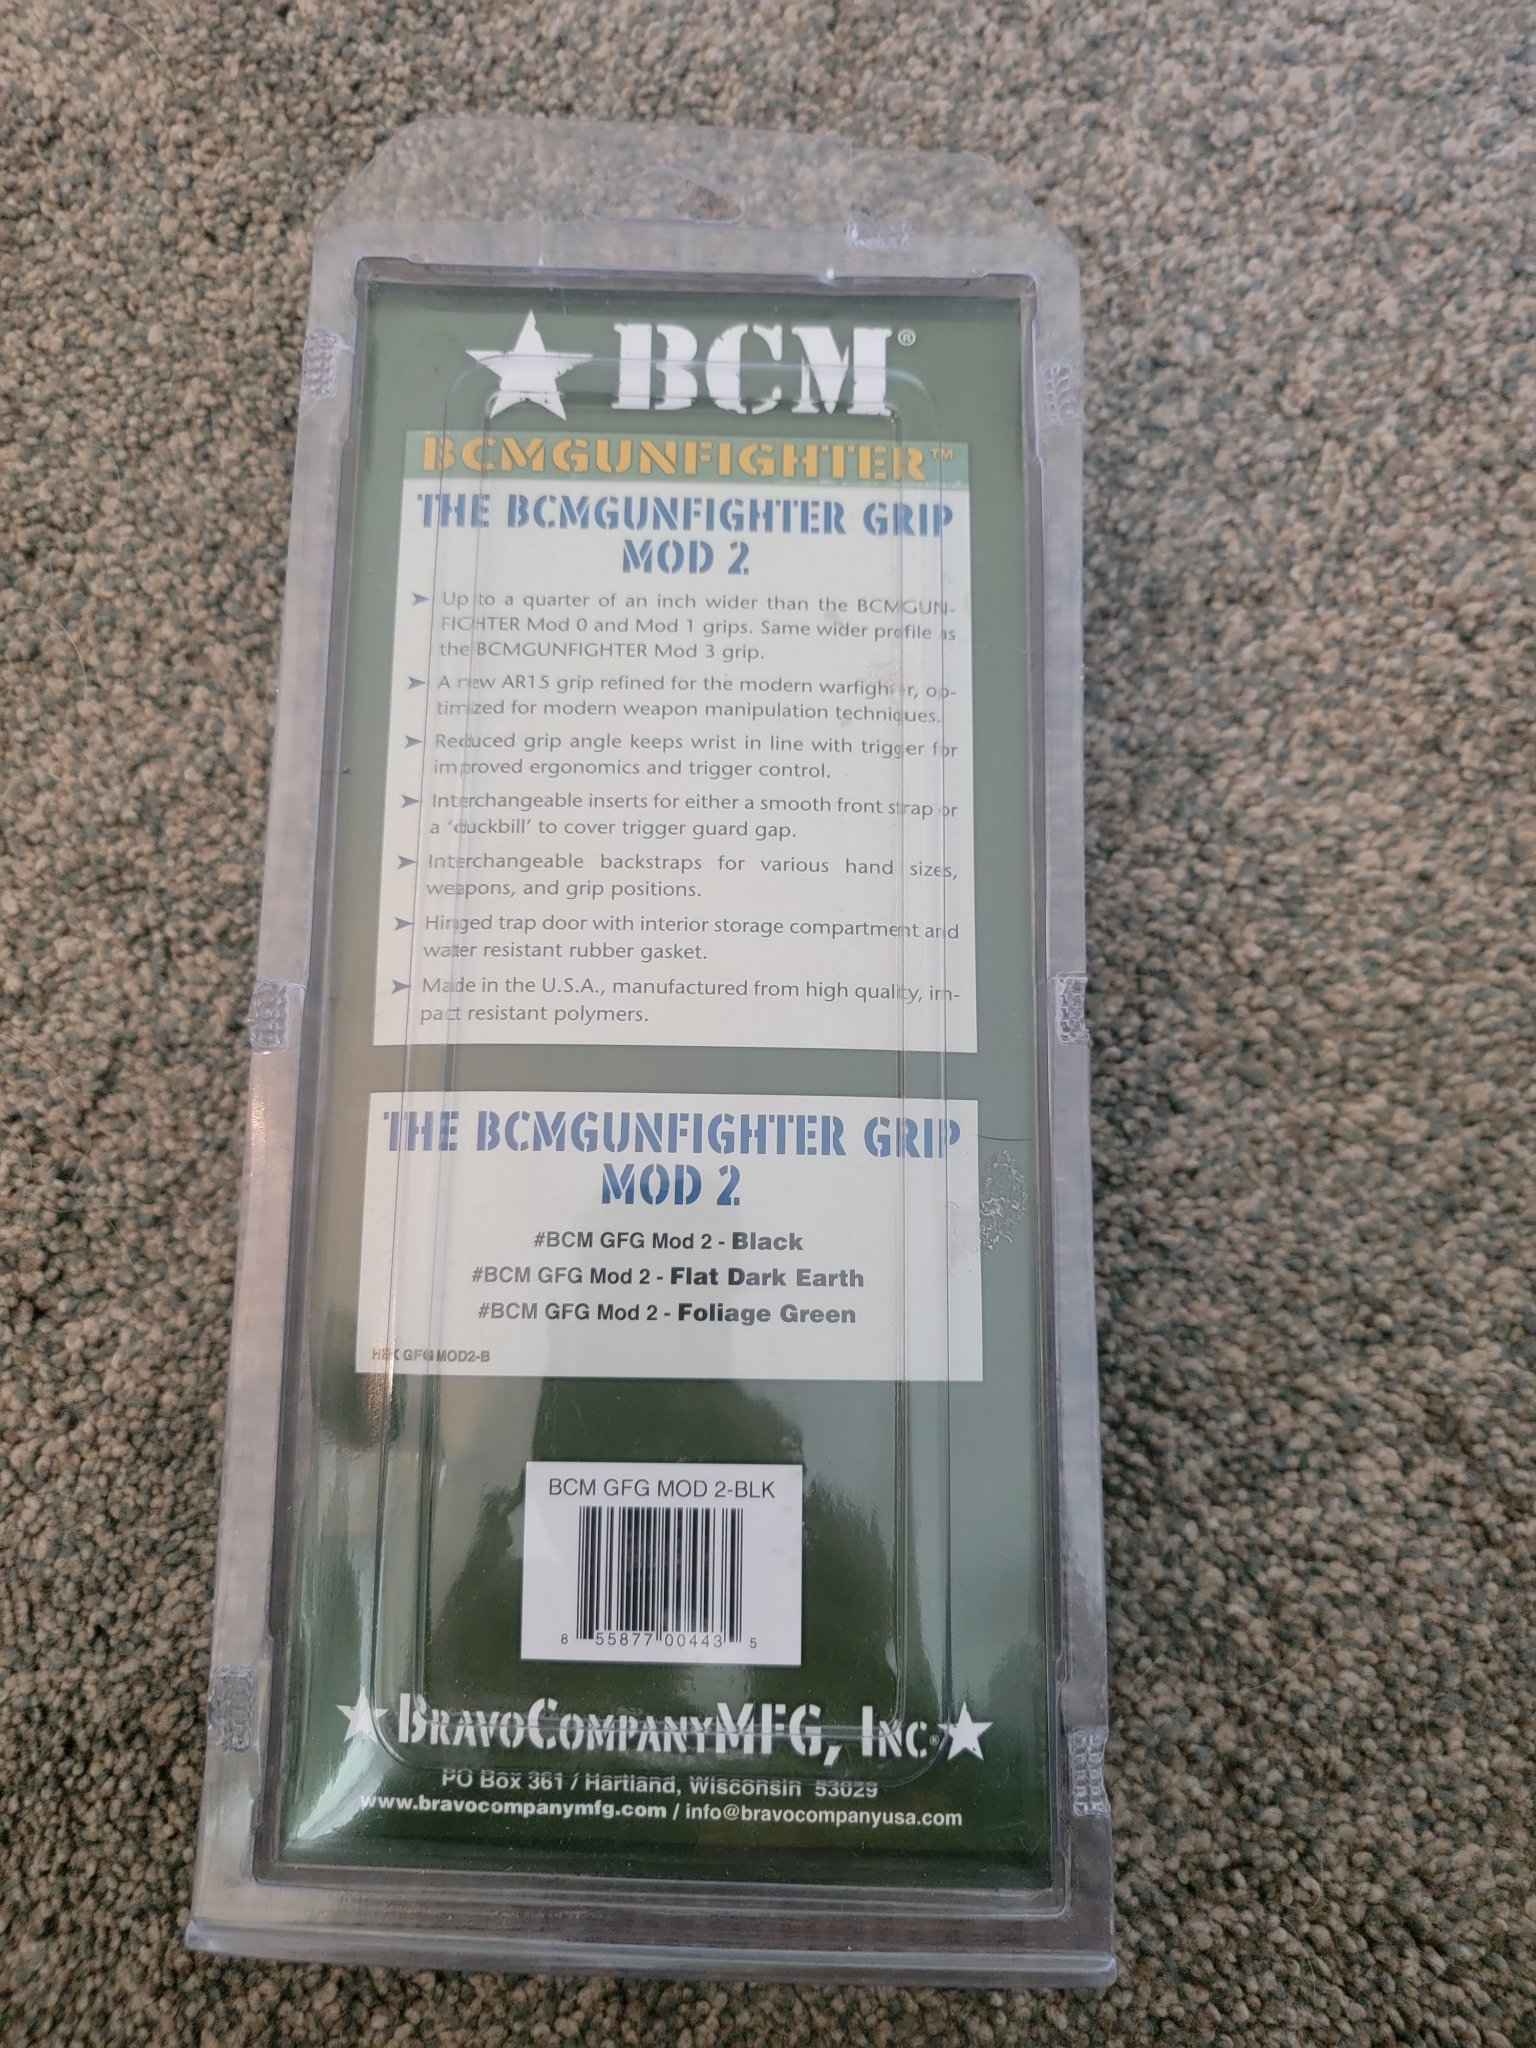 BCM®
BCMGUNFIGHTER™
THE BCMGUNFIGHTER GRIP
MOD 2
➤ Up to a quarter of an inch wider than the BCMGUN-
FIGHTER Mod 0 and Mod 1 grips. Same wider profile as
the BCMGUNFIGHTER Mod 3 grip.
➤ A new AR15 grip refined for the modern warfighter, op-
timized for modern weapon manipulation techniques.
➤ Reduced grip angle keeps wrist in line with trigger for
improved ergonomics and trigger control.
➤ Interchangeable inserts for either a smooth front strap or
a 'duckbill' to cover trigger guard gap.
➤ Interchangeable backstraps for various hand sizes,
weapons, and grip positions.
➤ Hinged trap door with interior storage compartment and
water resistant rubber gasket.
➤ Made in the U.S.A., manufactured from high quality, im-
pact resistant polymers.
THE BCMGUNFIGHTER GRIP
MOD 2
#BCM GFG Mod 2 - Black
#BCM GFG Mod 2 - Flat Dark Earth
#BCM GFG Mod 2 - Foliage Green
GFG MOD2-B
BCM GFG MOD 2-BLK
8 55877 00443 5
BRAVOCOMPANYMFG, INC.®
PO Box 361 / Hartland, Wisconsin 53029
www.bravocompanymfg.com / info@bravocompanyusa.com